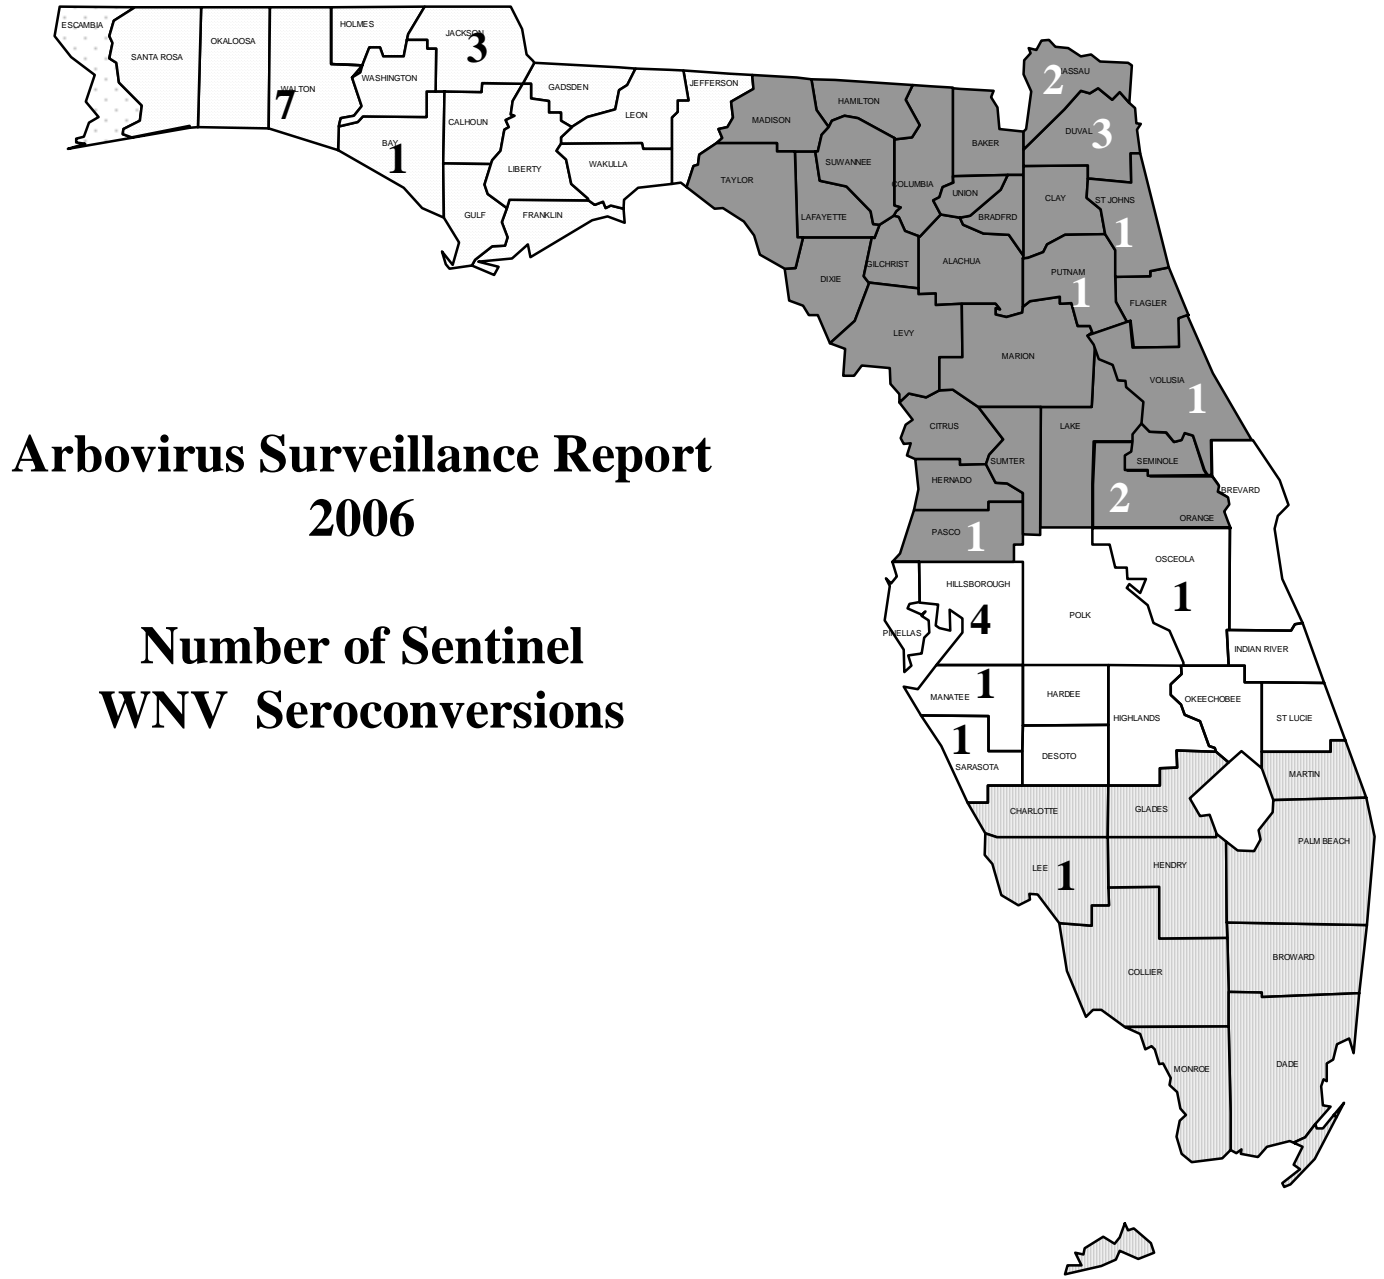 ESCAMBIA
SANTA ROSA
OKALOOSA
HOLMES
JACKSON
3
WALTON
7
WASHINGTON
BAY
1
CALHOUN
GULF
GADSDEN
LIBERTY
FRANKLIN
LEON
WAKULLA
JEFFERSON
MADISON
TAYLOR
HAMILTON
SUWANNEE
LAFAYETTE
COLUMBIA
BAKER
UNION
BRADFRD
NASSAU
2
DUVAL
3
CLAY
ST JOHNS
1
DIXIE
GILCHRIST
ALACHUA
PUTNAM
1
FLAGLER
LEVY
MARION
VOLUSIA
1
CITRUS
SUMTER
LAKE
SEMINOLE
HERNADO
2
ORANGE
BREVARD
PASCO
1
Arbovirus Surveillance Report
2006
Number of Sentinel
WNV Seroconversions
OSCEOLA
1
HILLSBOROUGH
4
PINELLAS
POLK
INDIAN RIVER
MANATEE
1
HARDEE
HIGHLANDS
OKEECHOBEE
ST LUCIE
1
SARASOTA
DESOTO
MARTIN
CHARLOTTE
GLADES
PALM BEACH
LEE
1
HENDRY
COLLIER
BROWARD
MONROE
DADE